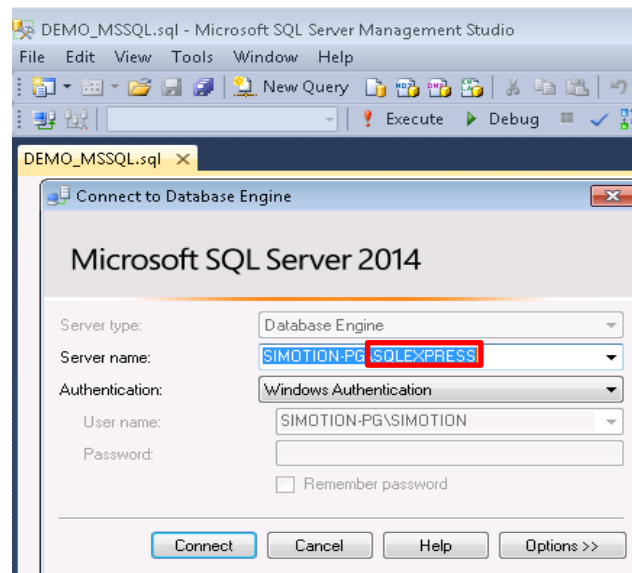 DEMO_MSSQL.sql - Microsoft SQL Server Management Studio
File Edit View Tools Window Help
New Query
Execute Debug
DEMO_MSSQL.sql
Connect to Database Engine
Microsoft SQL Server 2014
Server type: Database Engine
Server name: SIMOTION-PG\SQLEXPRESS
Authentication: Windows Authentication
User name: SIMOTION-PG\SIMOTION
Password:
Remember password
Connect Cancel Help Options >>